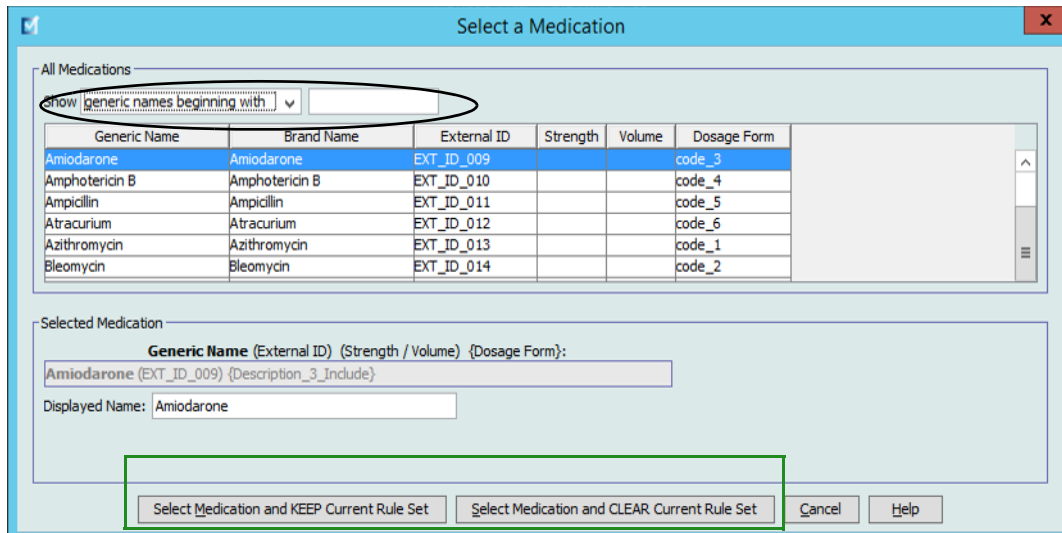 Select a Medication
x
All Medications
Show generic names beginning with
Generic Name Brand Name External ID Strength Volume Dosage Form
Amiodarone Amiodarone EXT_ID_009 code_3
Amphotericin B Amphotericin B EXT_ID_010 code_4
Ampicillin Ampicillin EXT_ID_011 code_5
Atracurium Atracurium EXT_ID_012 code_6
Azithromycin Azithromycin EXT_ID_013 code_1
Bleomycin Bleomycin EXT_ID_014 code_2
Selected Medication
Generic Name (External ID) (Strength / Volume) {Dosage Form}:
Amiodarone (EXT_ID_009) {Description_3_Include}
Displayed Name: Amiodarone
Select Medication and KEEP Current Rule Set Select Medication and CLEAR Current Rule Set Cancel Help